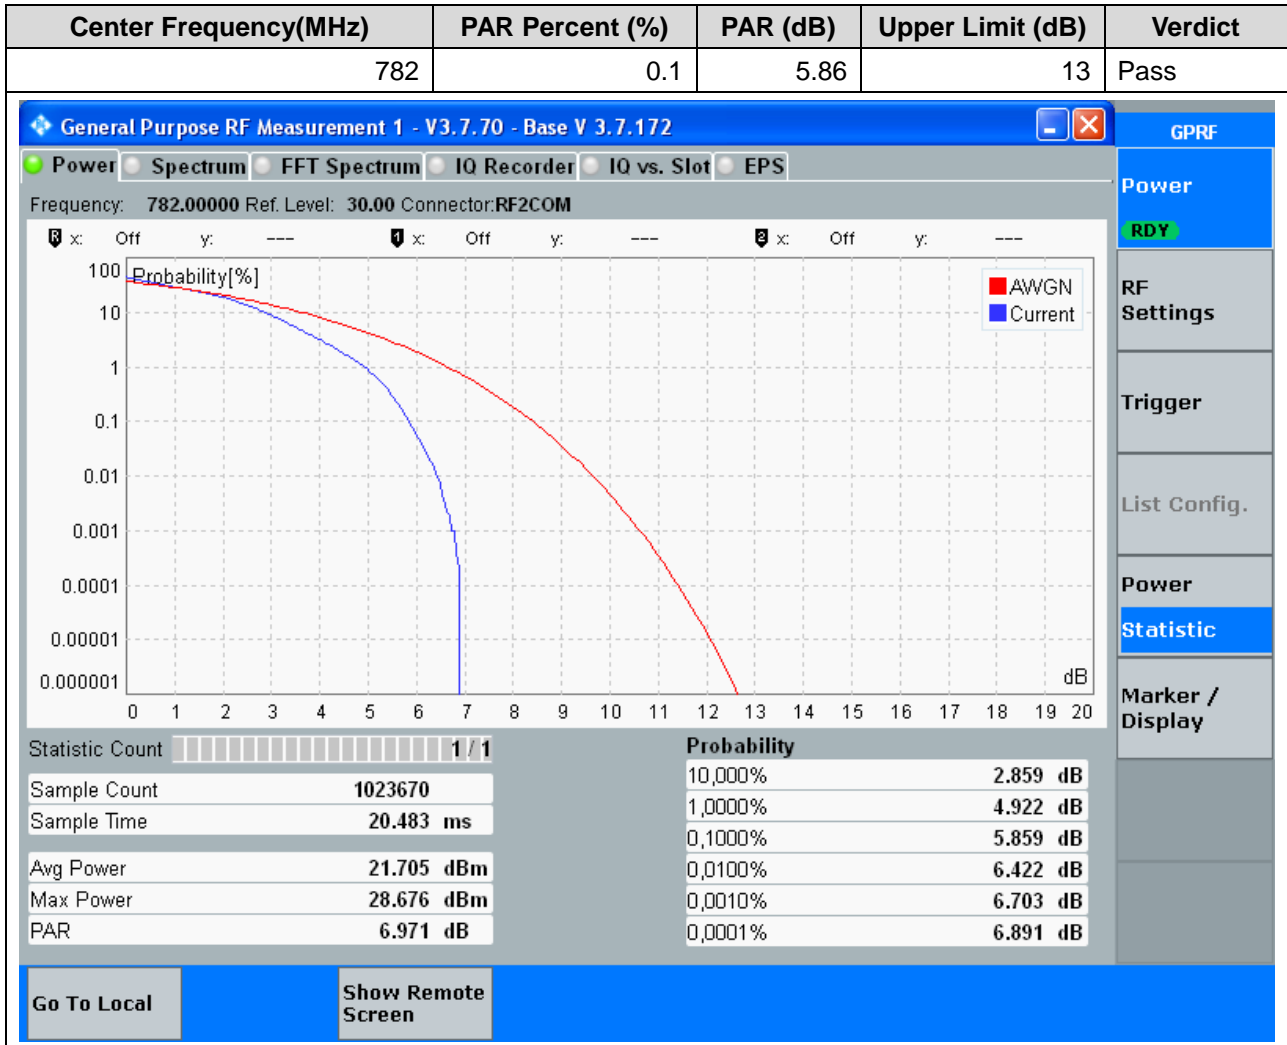 Center Frequency(MHz) PAR Percent (%) PAR (dB) Upper Limit (dB) Verdict
782 0.1 5.86 13 Pass
General Purpose RF Measurement 1 - V3.7.70 - Base V 3.7.172
GPRF
Power Spectrum FFT Spectrum IQ Recorder IQ vs. Slot EPS
Frequency: 782.00000 Ref. Level: 30.00 Connector:RF2COM
R x: Off y: --- 1 x: Off y: --- 2 x: Off y: ---
Probability[%]
AWGN
Current
100
10
1
0.1
0.01
0.001
0.0001
0.00001
0.000001
dB
0 1 2 3 4 5 6 7 8 9 10 11 12 13 14 15 16 17 18 19 20
Statistic Count 1 / 1
Sample Count 1023670
Sample Time 20.483 ms
Avg Power 21.705 dBm
Max Power 28.676 dBm
PAR 6.971 dB
Probability
10,000% 2.859 dB
1,0000% 4.922 dB
0,1000% 5.859 dB
0,0100% 6.422 dB
0,0010% 6.703 dB
0,0001% 6.891 dB
Power
RDY
RF
Settings
Trigger
List Config.
Power
Statistic
Marker /
Display
Go To Local
Show Remote
Screen